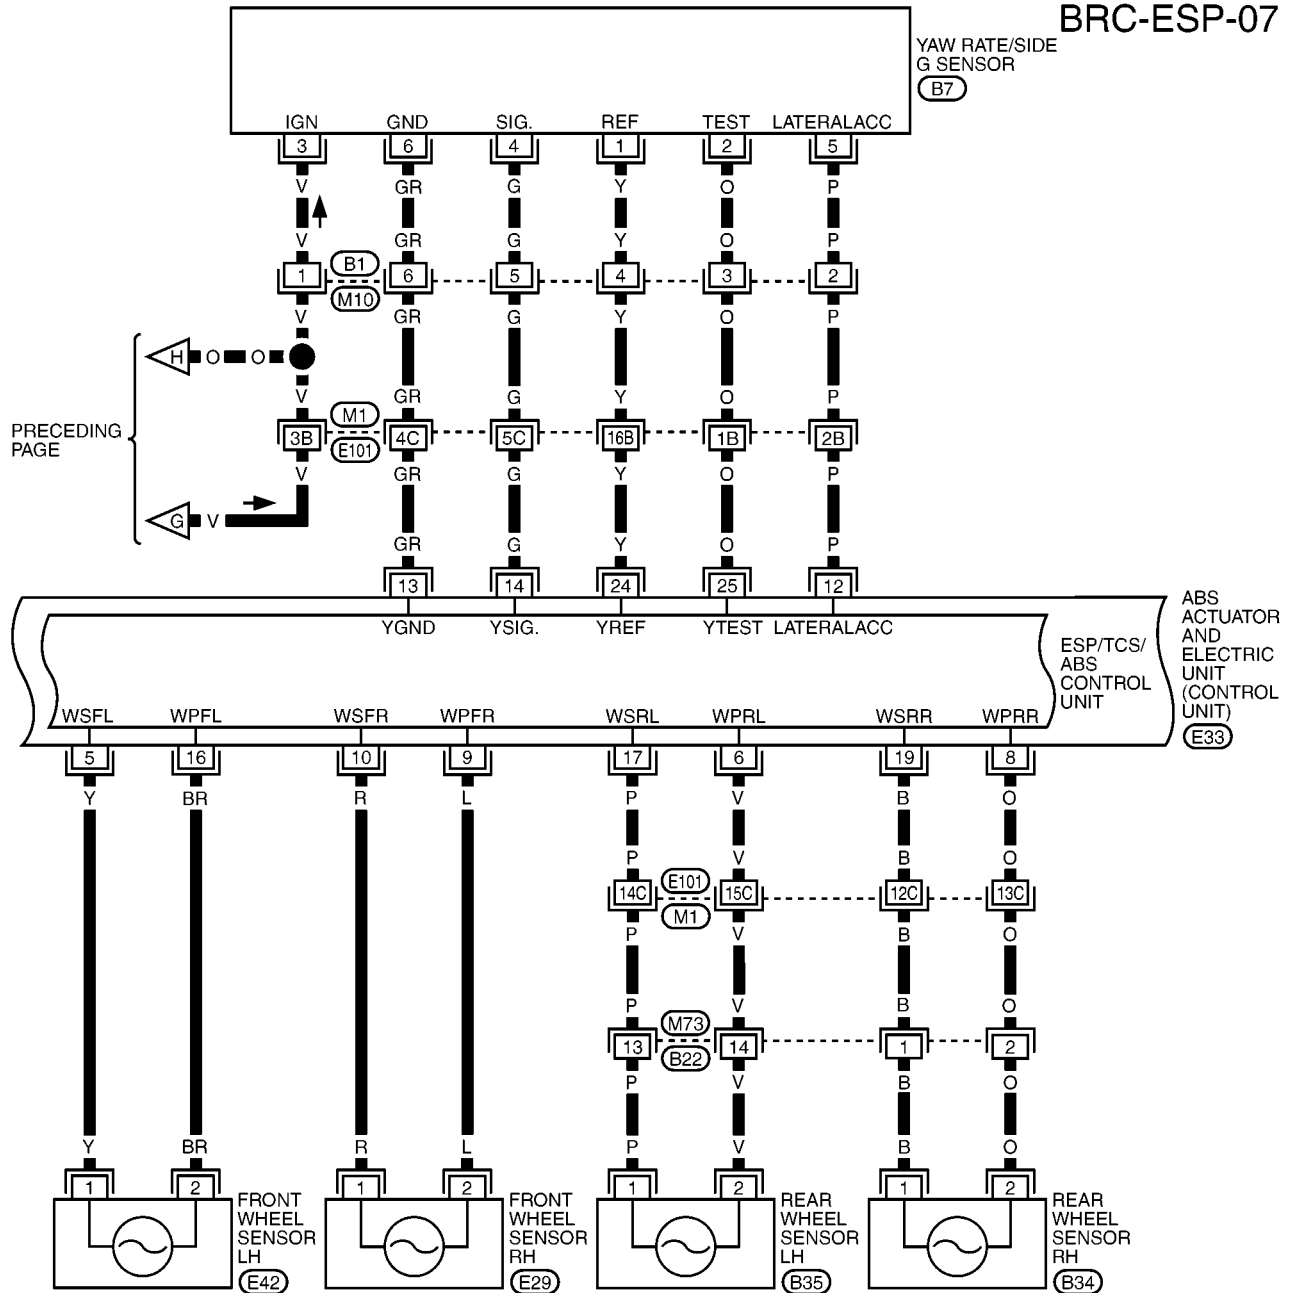 BRC-ESP-07
YAW RATE/SIDE
G SENSOR
B7
IGN GND SIG. REF TEST LATERALACC
3 6 4 1 2 5
V GR G Y O P
V GR G Y O P
B1
1 6 5 4 3 2
M10
V GR G Y O P
H O O
V GR G Y O P
M1
PRECEDING
PAGE
3B 4C 5C 16B 1B 2B
E101
V GR G Y O P
G V
GR G Y O P
13 14 24 25 12
YGND YSIG. YREF YTEST LATERALACC
ESP/TCS/
ABS
CONTROL
UNIT
ABS
ACTUATOR
AND
ELECTRIC
UNIT
(CONTROL
UNIT)
E33
WSFL WPFL WSFR WPFR WSRL WPRL WSRR WPRR
5 16 10 9 17 6 19 8
Y BR R L P V B O
P V B O
E101
14C 15C 12C 13C
M1
P V B O
P V B O
M73
13 14 1 2
B22
P V B O
Y BR R L P V B O
1 2 1 2 1 2 1 2
FRONT
WHEEL
SENSOR
LH
E42
FRONT
WHEEL
SENSOR
RH
E29
REAR
WHEEL
SENSOR
LH
B35
REAR
WHEEL
SENSOR
RH
B34